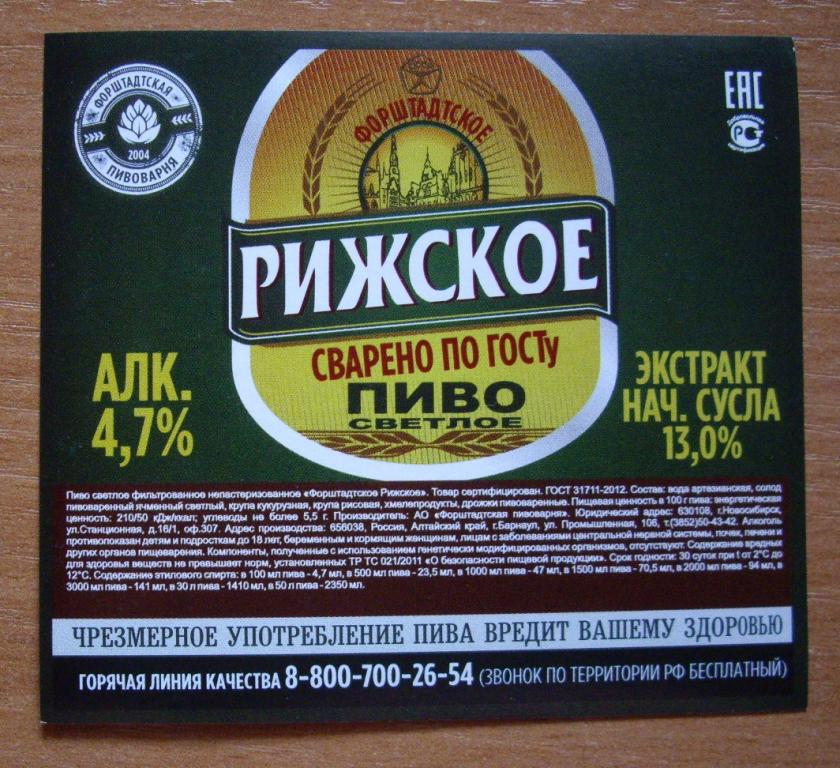 ФОРШТАДТСКАЯ
2004
ПИВОВАРНЯ
ФОРШТАДТСКОЕ
РИЖСКОЕ
СВАРЕНО ПО ГОСТу
ПИВО
СВЕТЛОЕ
АЛК.
4,7%
ЕАС
Добровольная
РСТ
сертификация
ЭКСТРАКТ
НАЧ. СУСЛА
13,0%
Пиво светлое фильтрованное непастеризованное «Форштадтское Рижское». Товар сертифицирован. ГОСТ 31711-2012. Состав: вода артезианская, солод
пивоваренный ячменный светлый, крупа кукурузная, крупа рисовая, хмелепродукты, дрожжи пивоваренные. Пищевая ценность в 100 г пива: энергетическая
ценность: 210/50 кДж/ккал; углеводы не более 5,5 г. Производитель: АО «Форштадтская пивоварня». Юридический адрес: 630108, г.Новосибирск,
ул.Станционная, д.16/1, оф.307. Адрес производства: 656038, Россия, Алтайский край, г.Барнаул, ул. Промышленная, 106, т.(3852)50-43-42. Алкоголь
противопоказан детям и подросткам до 18 лет, беременным и кормящим женщинам, лицам с заболеваниями центральной нервной системы, почек, печени и
других органов пищеварения. Компоненты, полученные с использованием генетически модифицированных организмов, отсутствуют. Содержание вредных
для здоровья веществ не превышает норм, установленных ТР ТС 021/2011 «О безопасности пищевой продукции». Срок годности: 30 суток при t от 2°С до
12°С. Содержание этилового спирта: в 100 мл пива - 4,7 мл, в 500 мл пива - 23,5 мл, в 1000 мл пива - 47 мл, в 1500 мл пива - 70,5 мл, в 2000 мл пива - 94 мл, в
3000 мл пива - 141 мл, в 30 л пива - 1410 мл, в 50 л пива - 2350 мл.
ЧРЕЗМЕРНОЕ УПОТРЕБЛЕНИЕ ПИВА ВРЕДИТ ВАШЕМУ ЗДОРОВЬЮ
ГОРЯЧАЯ ЛИНИЯ КАЧЕСТВА 8-800-700-26-54 (ЗВОНОК ПО ТЕРРИТОРИИ РФ БЕСПЛАТНЫЙ)